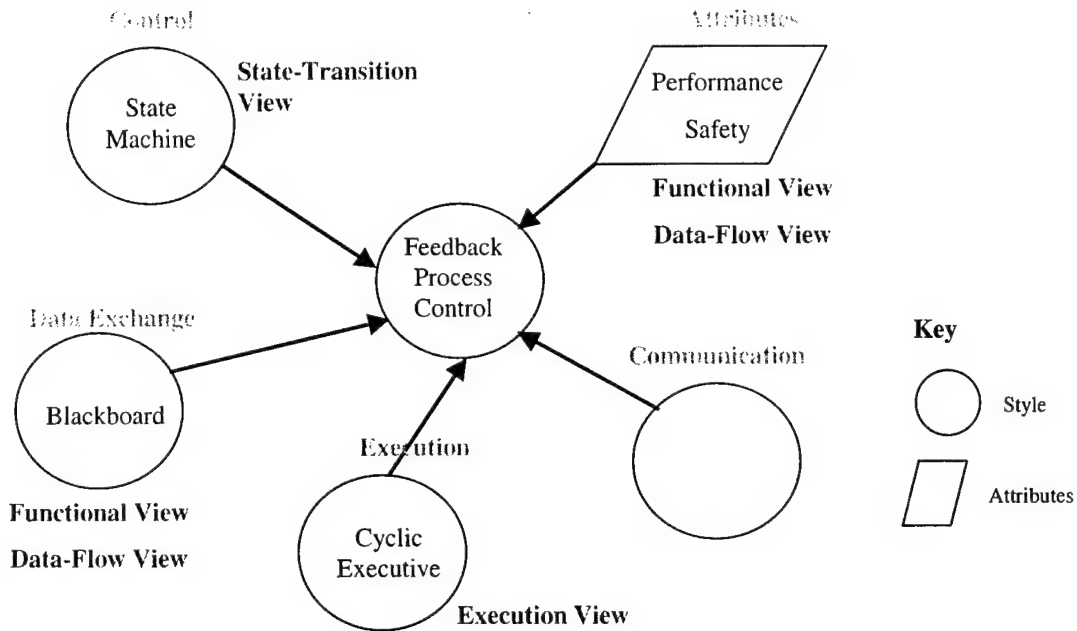 Control
Attributes
State-Transition
View
State
Machine
Performance
Safety
Functional View
Data-Flow View
Feedback
Process
Control
Data Exchange
Blackboard
Functional View
Data-Flow View
Execution
Cyclic
Executive
Execution View
Communication
Key
Style
Attributes